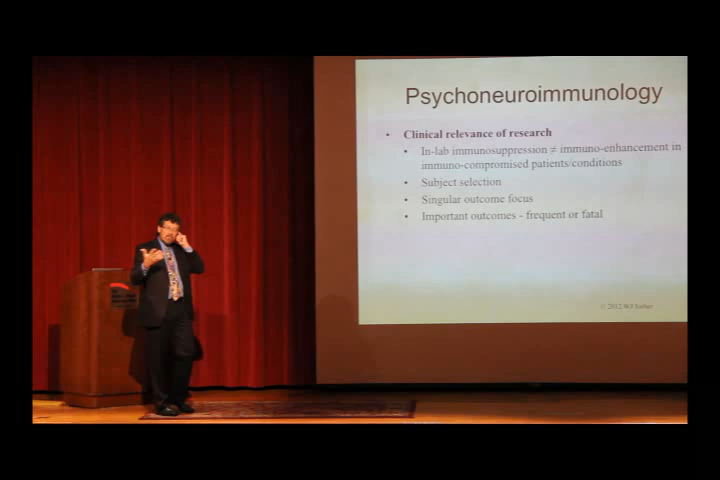 Psychoneuroimmunology
• Clinical relevance of research
• In-lab immunosuppression ≠ immuno-enhancement in
immuno-compromised patients/conditions
• Subject selection
• Singular outcome focus
• Important outcomes - frequent or fatal
© 2012